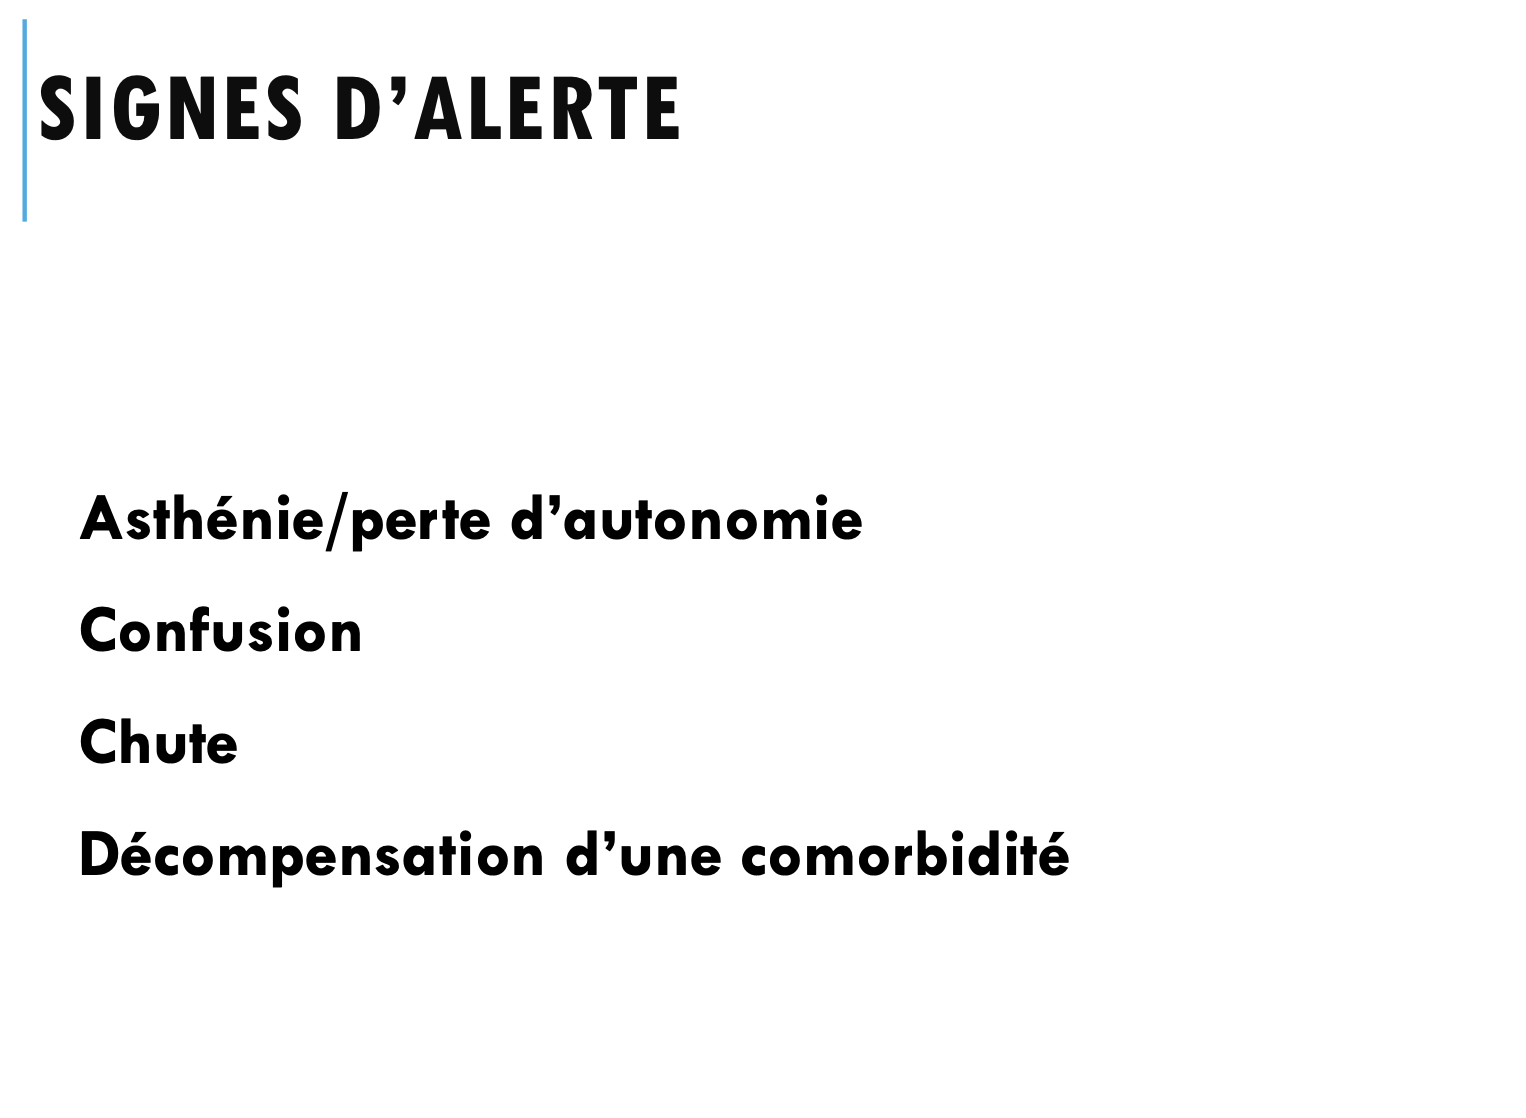 SIGNES D’ALERTE
Asthénie/perte d’autonomie
Confusion
Chute
Décompensation d’une comorbidité